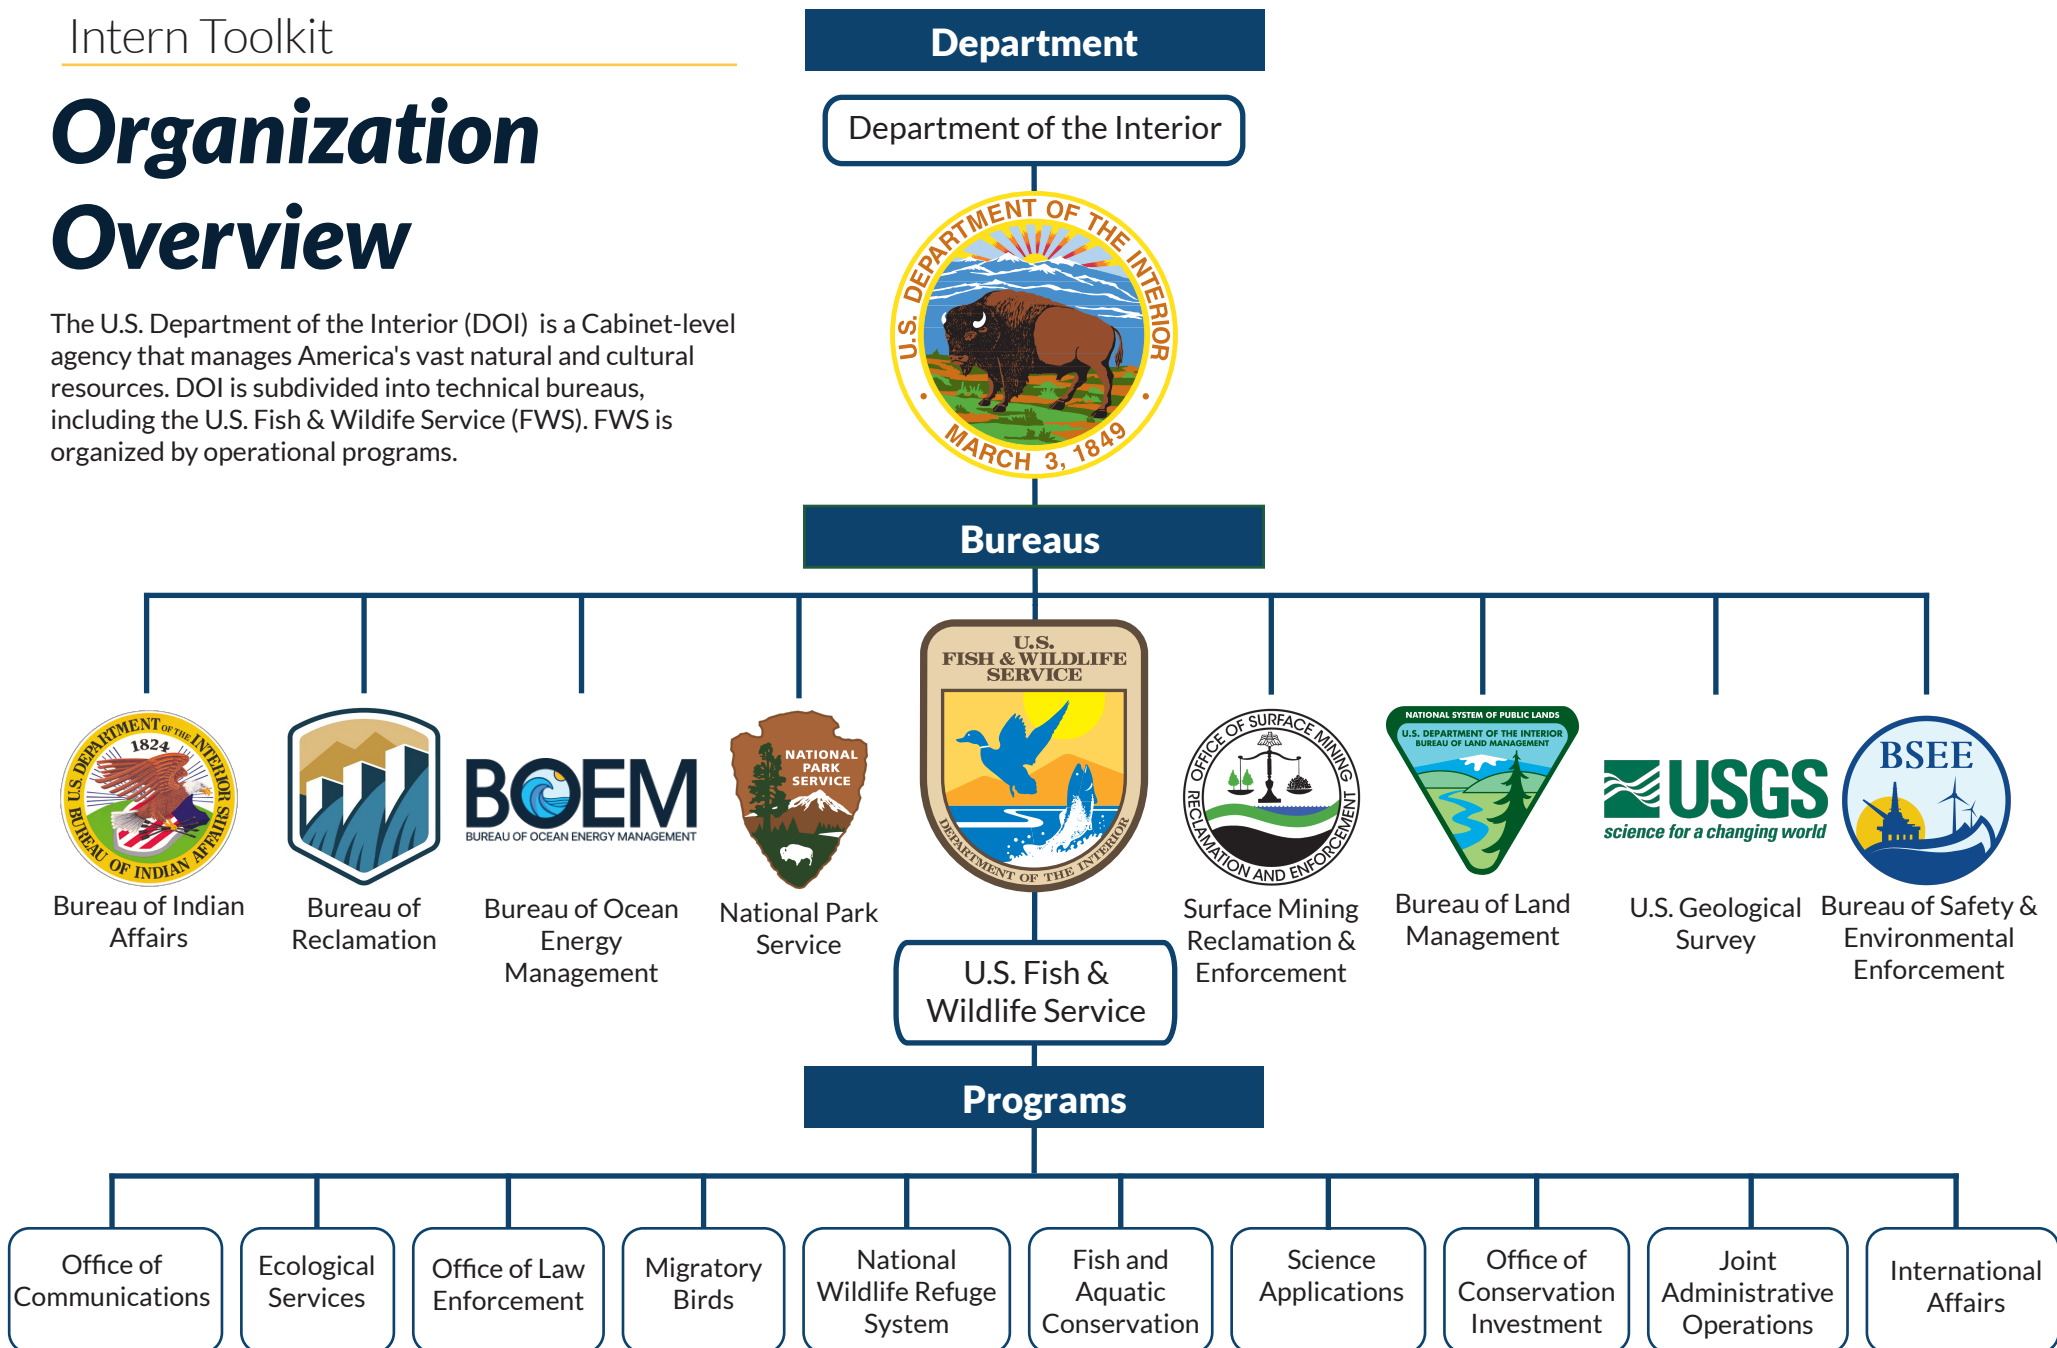 Intern Toolkit
Organization
Overview
The U.S. Department of the Interior (DOI)  is a Cabinet-level
agency that manages America's vast natural and cultural
resources. DOI is subdivided into technical bureaus,
including the U.S. Fish & Wildife Service (FWS). FWS is
organized by operational programs.
Department
Department of the Interior
U.S. DEPARTMENT OF THE INTERIOR
MARCH 3, 1849
Bureaus
U.S. DEPARTMENT OF THE INTERIOR
1824
BUREAU OF INDIAN AFFAIRS
Bureau of Indian
Affairs
Bureau of
Reclamation
BOEM
BUREAU OF OCEAN ENERGY MANAGEMENT
Bureau of Ocean
Energy
Management
NATIONAL
PARK
SERVICE
National Park
Service
U.S.
FISH & WILDLIFE
SERVICE
DEPARTMENT OF THE INTERIOR
U.S. Fish &
Wildlife Service
OFFICE OF SURFACE MINING
RECLAMATION AND ENFORCEMENT
Surface Mining
Reclamation &
Enforcement
NATIONAL SYSTEM OF PUBLIC LANDS
U.S. DEPARTMENT OF THE INTERIOR
BUREAU OF LAND MANAGEMENT
Bureau of Land
Management
USGS
science for a changing world
U.S. Geological
Survey
BSEE
Bureau of Safety &
Environmental
Enforcement
Programs
Office of
Communications
Ecological
Services
Office of Law
Enforcement
Migratory
Birds
National
Wildlife Refuge
System
Fish and
Aquatic
Conservation
Science
Applications
Office of
Conservation
Investment
Joint
Administrative
Operations
International
Affairs